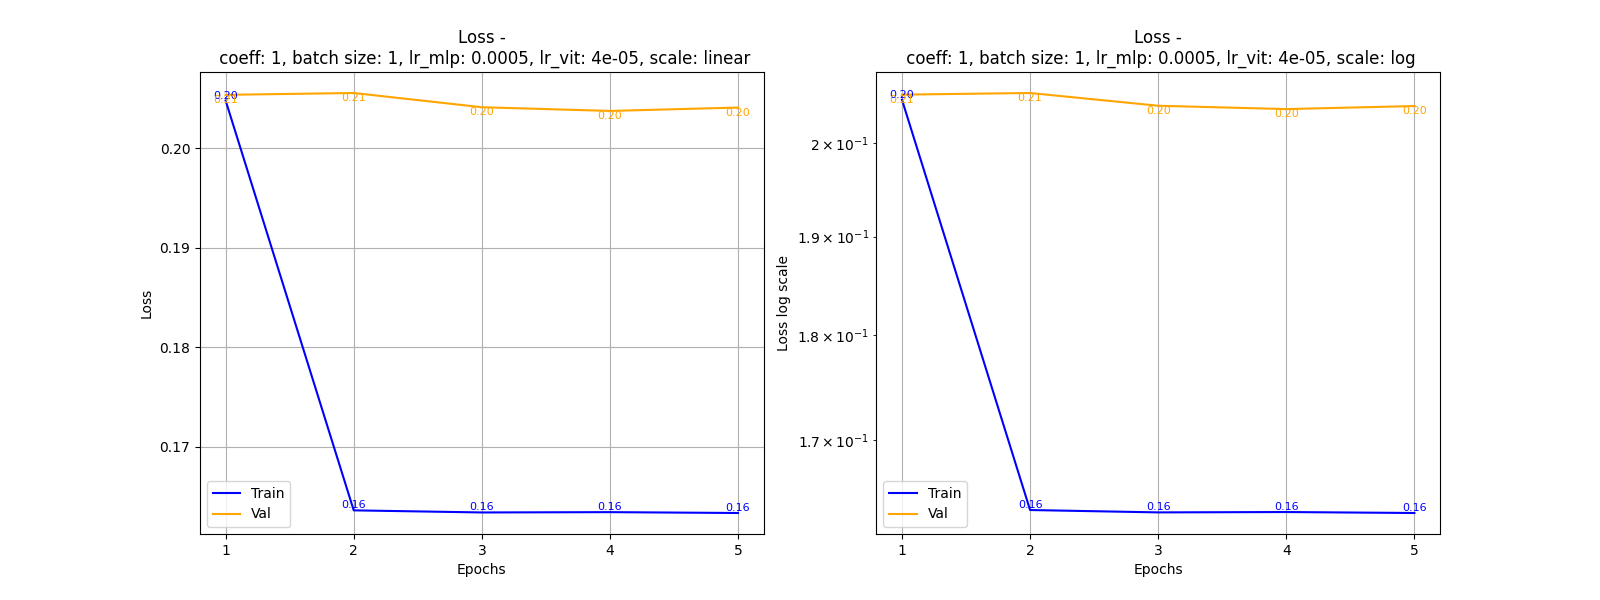 Loss -
coeff: 1, batch size: 1, lr_mlp: 0.0005, lr_vit: 4e-05, scale: linear
0.20
0.21
0.21
0.20
0.20
0.20
0.16
0.16
0.16
0.16
0.20
0.19
0.18
0.17
Loss
Train
Val
1
2
3
4
5
Epochs
Loss -
coeff: 1, batch size: 1, lr_mlp: 0.0005, lr_vit: 4e-05, scale: log
0.20
0.21
0.21
0.20
0.20
0.20
0.16
0.16
0.16
0.16
2 × 10⁻¹
1.9 × 10⁻¹
1.8 × 10⁻¹
1.7 × 10⁻¹
Loss log scale
Train
Val
1
2
3
4
5
Epochs